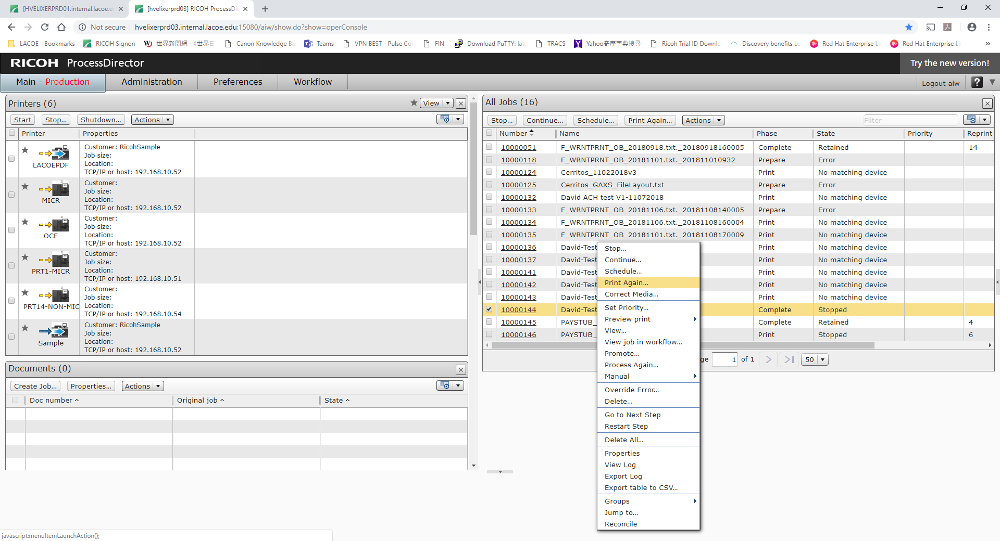 [HVELIXERPRD01.internal.lacoe.e
[hvelixerprd03] RICOH ProcessDi
Not secure
hvelixerprd03.internal.lacoe.edu:15080/aiw/show.do?show=operConsole
LACOE - Bookmarks
RICOH Signon
世界新聞網 -《世界日
Canon Knowledge Ba
Teams
VPN BEST - Pulse Co
FIN
Download PuTTY: lat
TRACS
Yahoo奇摩字典搜尋
Ricoh Trial ID Downlo
Discovery benefits Lo
Red Hat Enterprise Li
Red Hat Enterprise Li
»
RICOH ProcessDirector
Try the new version!
Main - Production
Administration
Preferences
Workflow
Logout aiw
?
Printers (6)
View
Start
Stop...
Shutdown...
Actions
Printer
Properties
LACOEPDF
Customer: RicohSample
Job size:
Location:
TCP/IP or host: 192.168.10.52
MICR
Customer:
Job size:
Location:
TCP/IP or host: 192.168.10.52
OCE
Customer:
Job size:
Location:
TCP/IP or host: 192.168.10.52
PRT1-MICR
Customer:
Job size:
Location:
TCP/IP or host: 192.168.10.51
PRT14-NON-MIC
Customer:
Job size:
Location:
TCP/IP or host: 192.168.10.54
Sample
Customer: RicohSample
Job size:
Location:
TCP/IP or host: 192.168.10.52
Documents (0)
Create Job...
Properties...
Actions
Doc number
Original job
State
All Jobs (16)
Stop...
Continue...
Schedule...
Print Again...
Actions
Filter
Number Name Phase State Priority Reprint
10000051 F_WRNTPRNT_OB_20180918.txt._20180918160005 Complete Retained 14
10000118 F_WRNTPRNT_OB_20181101.txt._201811010932 Prepare Error
10000124 Cerritos_11022018v3 Print No matching device
10000125 Cerritos_GAXS_FileLayout.txt Prepare Error
10000132 David ACH test V1-11072018 Print No matching device
10000133 F_WRNTPRNT_OB_20181106.txt._20181108140005 Prepare Error
10000134 F_WRNTPRNT_OB_20181106.txt._20181108160004 Print No matching device
10000135 F_WRNTPRNT_OB_20181101.txt._20181108170009 Print No matching device
10000136 David-Test Print No matching device
10000137 David-Test Print No matching device
10000141 David-Test Print No matching device
10000142 David-Test Print No matching device
10000143 David-Test Print No matching device
10000144 David-Test Complete Stopped
10000145 PAYSTUB_ Complete Retained 4
10000146 PAYSTUB_ Print Stopped 6
ge 1 of 1
50
Stop...
Continue...
Schedule...
Print Again...
Correct Media...
Set Priority...
Preview print
View...
View job in workflow...
Promote...
Process Again...
Manual
Override Error...
Delete...
Go to Next Step
Restart Step
Delete All...
Properties
View Log
Export Log
Export table to CSV...
Groups
Jump to...
Reconcile
javascript:menuItemLaunchAction();